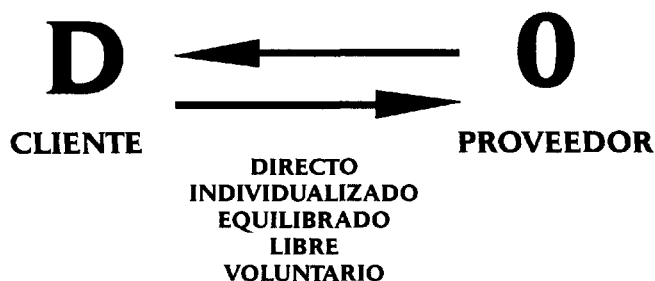 D 0
CLIENTE PROVEEDOR
DIRECTO
INDIVIDUALIZADO
EQUILIBRADO
LIBRE
VOLUNTARIO